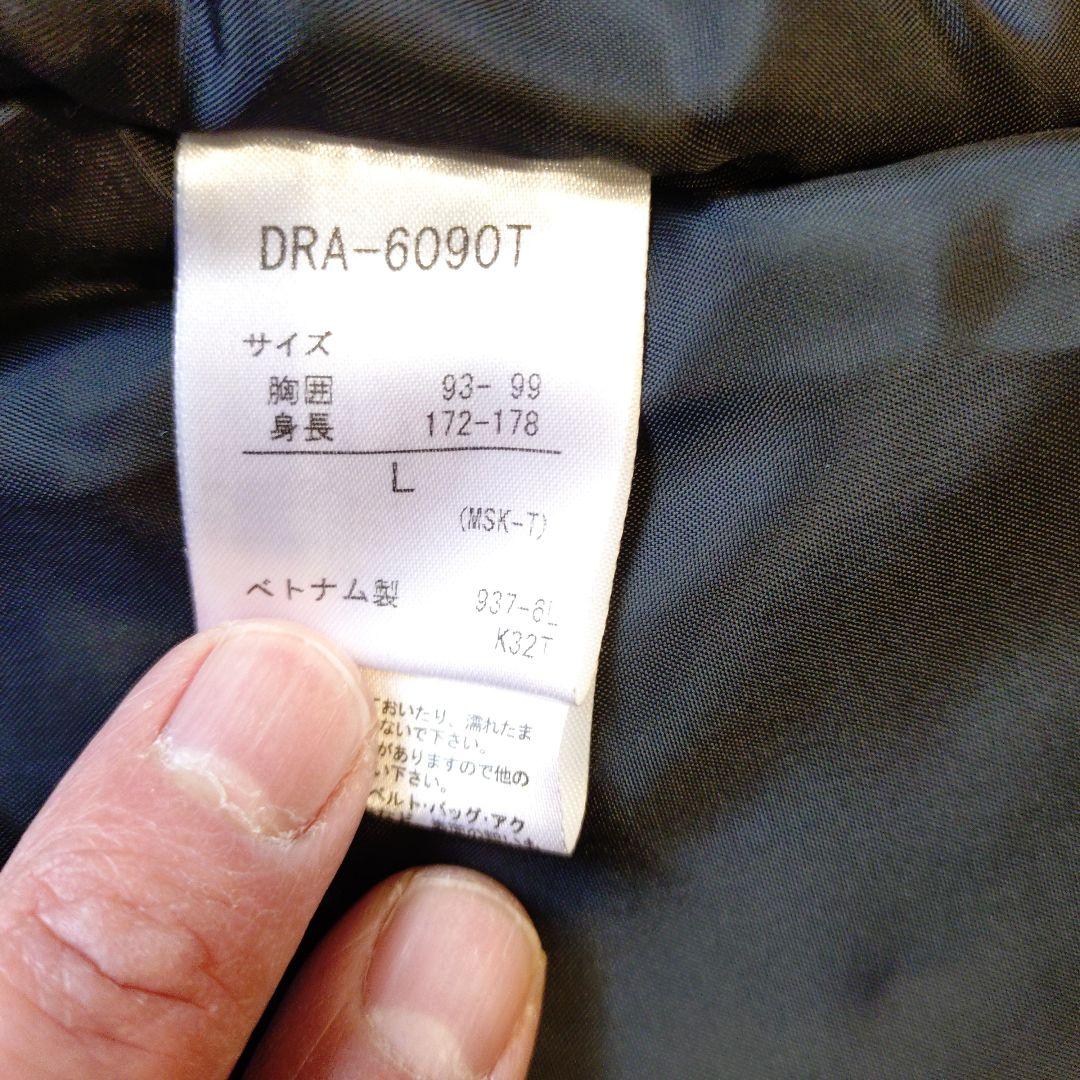 DRA-6090T
サイズ
胸囲 93- 99
身長 172-178
L
(MSK-T)
ベトナム製 937-6L
K32T
おいたり、濡れたま
ないで下さい。
がありますので他の
い下さい。
ベルト・バッグ・アク